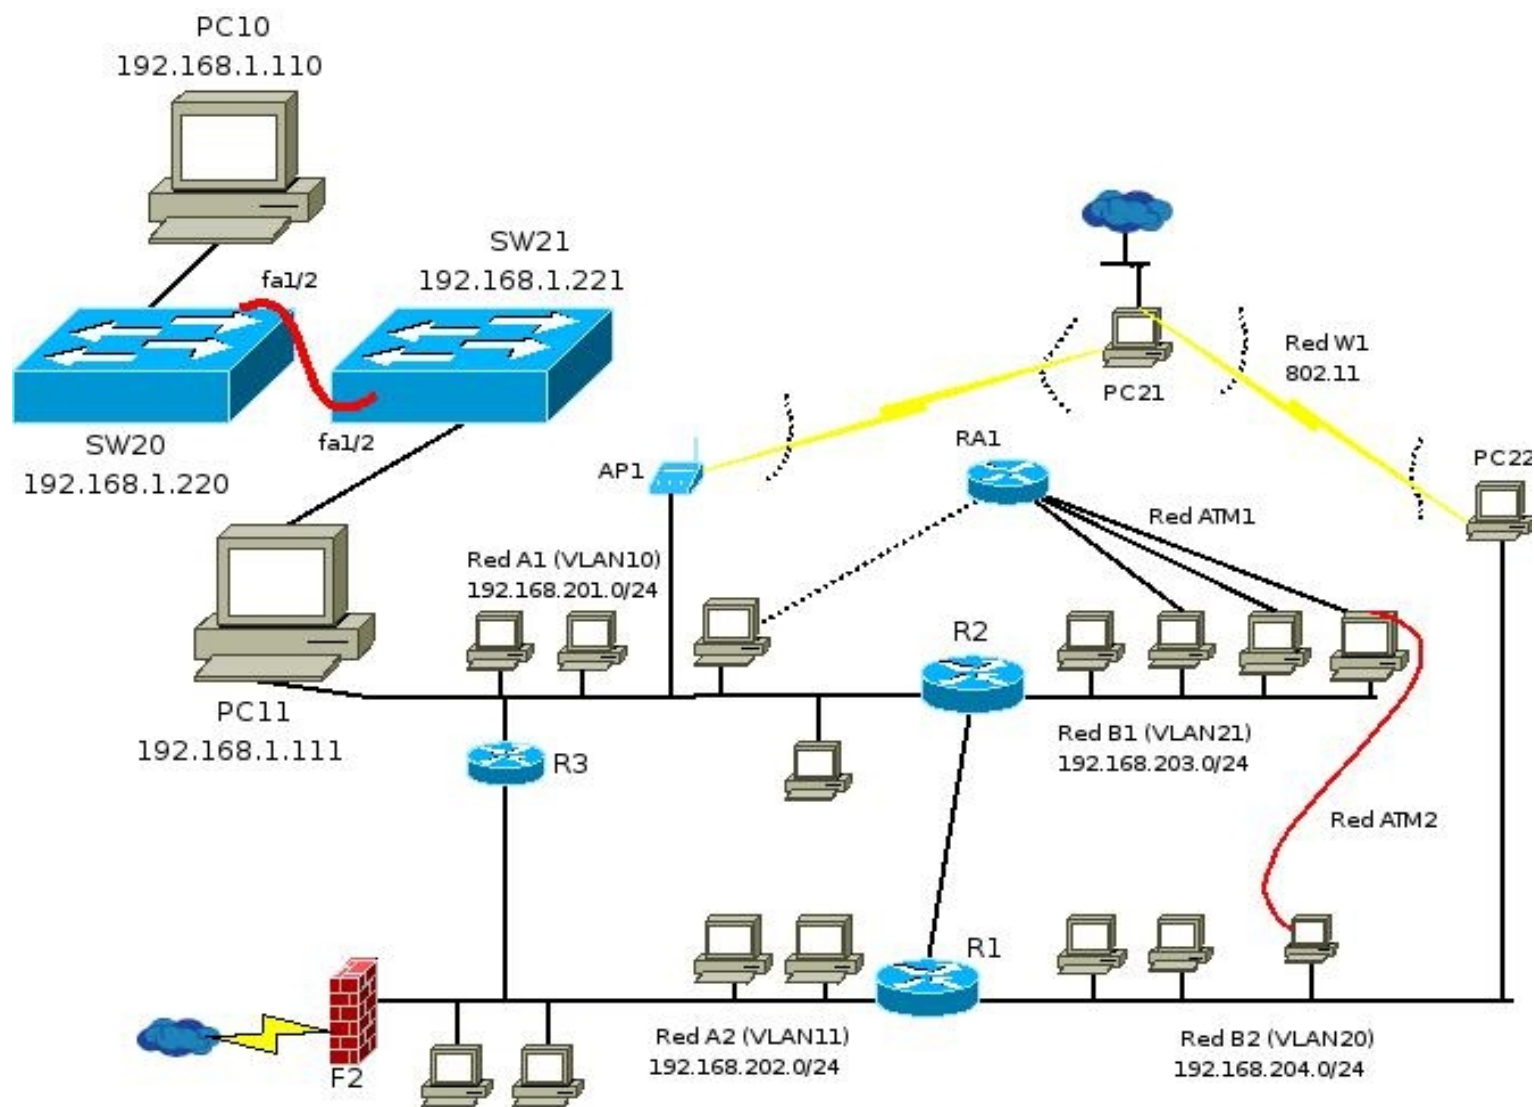 PC10
192.168.1.110
SW21
192.168.1.221
fa1/2
SW20
192.168.1.220
fa1/2
Red W1
802.11
PC21
RA1
AP1
PC22
Red ATM1
Red A1 (VLAN10)
192.168.201.0/24
R2
PC11
192.168.1.111
R3
Red B1 (VLAN21)
192.168.203.0/24
Red ATM2
R1
F2
Red A2 (VLAN11)
192.168.202.0/24
Red B2 (VLAN20)
192.168.204.0/24